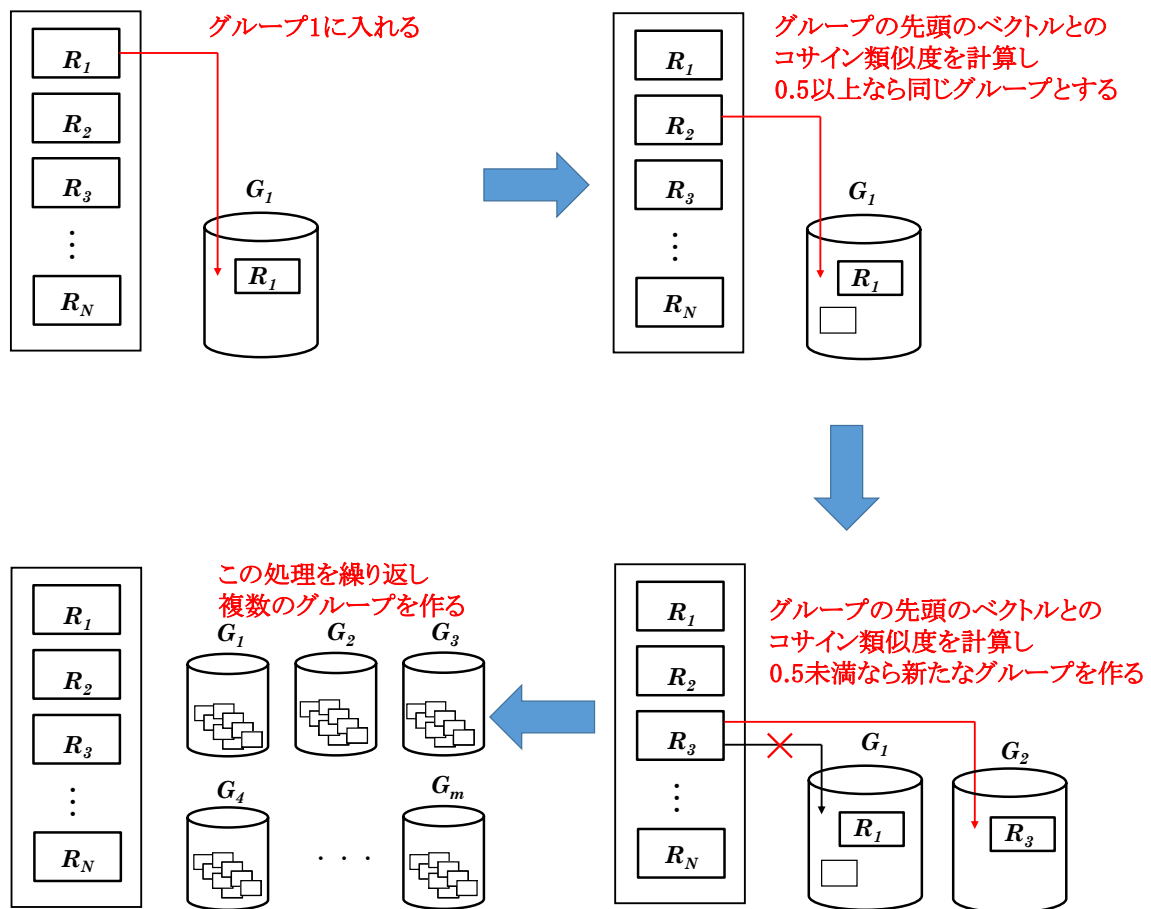 グループ1に入れる
R1
R2
R3
⋮
RN
G1
R1
グループの先頭のベクトルとの
コサイン類似度を計算し
0.5以上なら同じグループとする
R1
R2
R3
⋮
RN
G1
R1
グループの先頭のベクトルとの
コサイン類似度を計算し
0.5未満なら新たなグループを作る
R1
R2
R3
⋮
RN
G1
R1
G2
R3
この処理を繰り返し
複数のグループを作る
R1
R2
R3
⋮
RN
G1
G2
G3
G4
· · ·
Gm